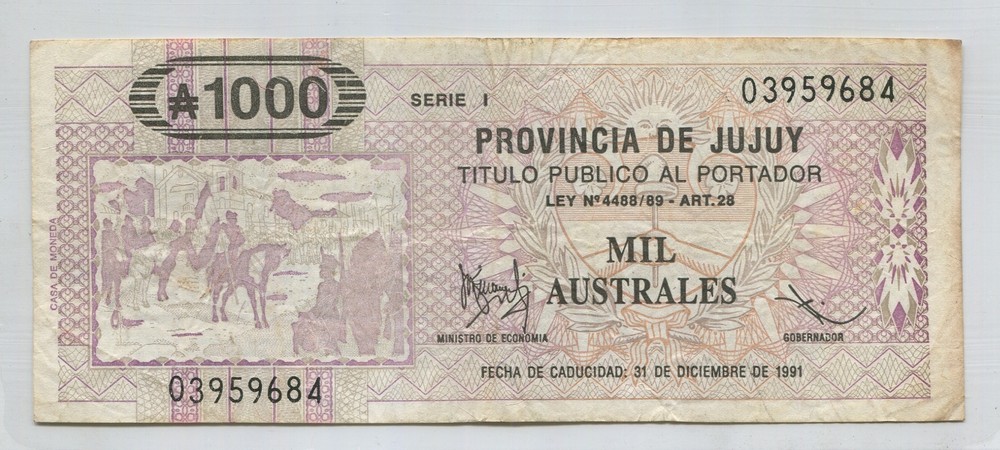 ₳1000
SERIE I
03959684
PROVINCIA DE JUJUY
TITULO PUBLICO AL PORTADOR
LEY Nº4488/89 - ART.28
MIL
AUSTRALES
MINISTRO DE ECONOMIA
GOBERNADOR
FECHA DE CADUCIDAD: 31 DE DICIEMBRE DE 1991
CASA DE MONEDA
03959684